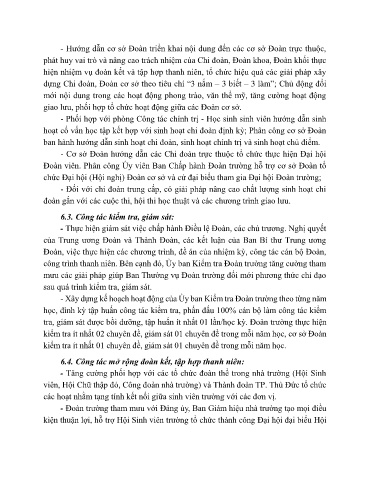 - Hướng dẫn cơ sở Đoàn triển khai nội dung đến các cơ sở Đoàn trực thuộc,
phát huy vai trò và nâng cao trách nhiệm của Chi đoàn, Đoàn khoa, Đoàn khối thực
hiện nhiệm vụ đoàn kết và tập hợp thanh niên, tổ chức hiệu quả các giải pháp xây
dựng Chi đoàn, Đoàn cơ sở theo tiêu chí “3 nắm – 3 biết – 3 làm”; Chủ động đổi
mới nội dung trong các hoạt động phong trào, văn thể mỹ, tăng cường hoạt động
giao lưu, phối hợp tổ chức hoạt động giữa các Đoàn cơ sở.
- Phối hợp với phòng Công tác chính trị - Học sinh sinh viên hướng dẫn sinh
hoạt cố vấn học tập kết hợp với sinh hoạt chi đoàn định kỳ; Phân công cơ sở Đoàn
ban hành hướng dẫn sinh hoạt chi đoàn, sinh hoạt chính trị và sinh hoạt chủ điểm.
- Cơ sở Đoàn hướng dẫn các Chi đoàn trực thuộc tổ chức thực hiện Đại hội
Đoàn viên. Phân công Ủy viên Ban Chấp hành Đoàn trường hỗ trợ cơ sở Đoàn tổ
chức Đại hội (Hội nghị) Đoàn cơ sở và cử đại biểu tham gia Đại hội Đoàn trường;
- Đối với chi đoàn trung cấp, có giải pháp nâng cao chất lượng sinh hoạt chi
đoàn gắn với các cuộc thi, hội thi học thuật và các chương trình giao lưu.
6.3. Công tác kiểm tra, giám sát:
- Thực hiện giám sát việc chấp hành Điều lệ Đoàn, các chủ trương. Nghị quyết
của Trung ương Đoàn và Thành Đoàn, các kết luận của Ban Bí thư Trung ương
Đoàn, việc thực hiện các chương trình, đề án của nhiệm kỳ, công tác cán bộ Đoàn,
công trình thanh niên. Bên cạnh đó, Ủy ban Kiểm tra Đoàn trường tăng cường tham
mưu các giải pháp giúp Ban Thường vụ Đoàn trường đổi mới phương thức chỉ đạo
sau quá trình kiểm tra, giám sát.
- Xây dựng kế hoạch hoạt động của Ủy ban Kiểm tra Đoàn trường theo từng năm
học, định kỳ tập huấn công tác kiểm tra, phấn đấu 100% cán bộ làm công tác kiểm
tra, giám sát được bồi dưỡng, tập huấn ít nhất 01 lần/học kỳ. Đoàn trường thực hiện
kiểm tra ít nhất 02 chuyên đề, giám sát 01 chuyên đề trong mỗi năm học, cơ sở Đoàn
kiểm tra ít nhất 01 chuyên đề, giám sát 01 chuyên đề trong mỗi năm học.
6.4. Công tác mở rộng đoàn kết, tập hợp thanh niên:
- Tăng cường phối hợp với các tổ chức đoàn thể trong nhà trường (Hội Sinh
viên, Hội Chữ thập đỏ, Công đoàn nhà trường) và Thành đoàn TP. Thủ Đức tổ chức
các hoạt nhằm tạng tính kết nối giữa sinh viên trường với các đơn vị.
- Đoàn trường tham mưu với Đảng ủy, Ban Giám hiệu nhà trường tạo mọi điều
kiện thuận lợi, hỗ trợ Hội Sinh viên trường tổ chức thành công Đại hội đại biểu Hội